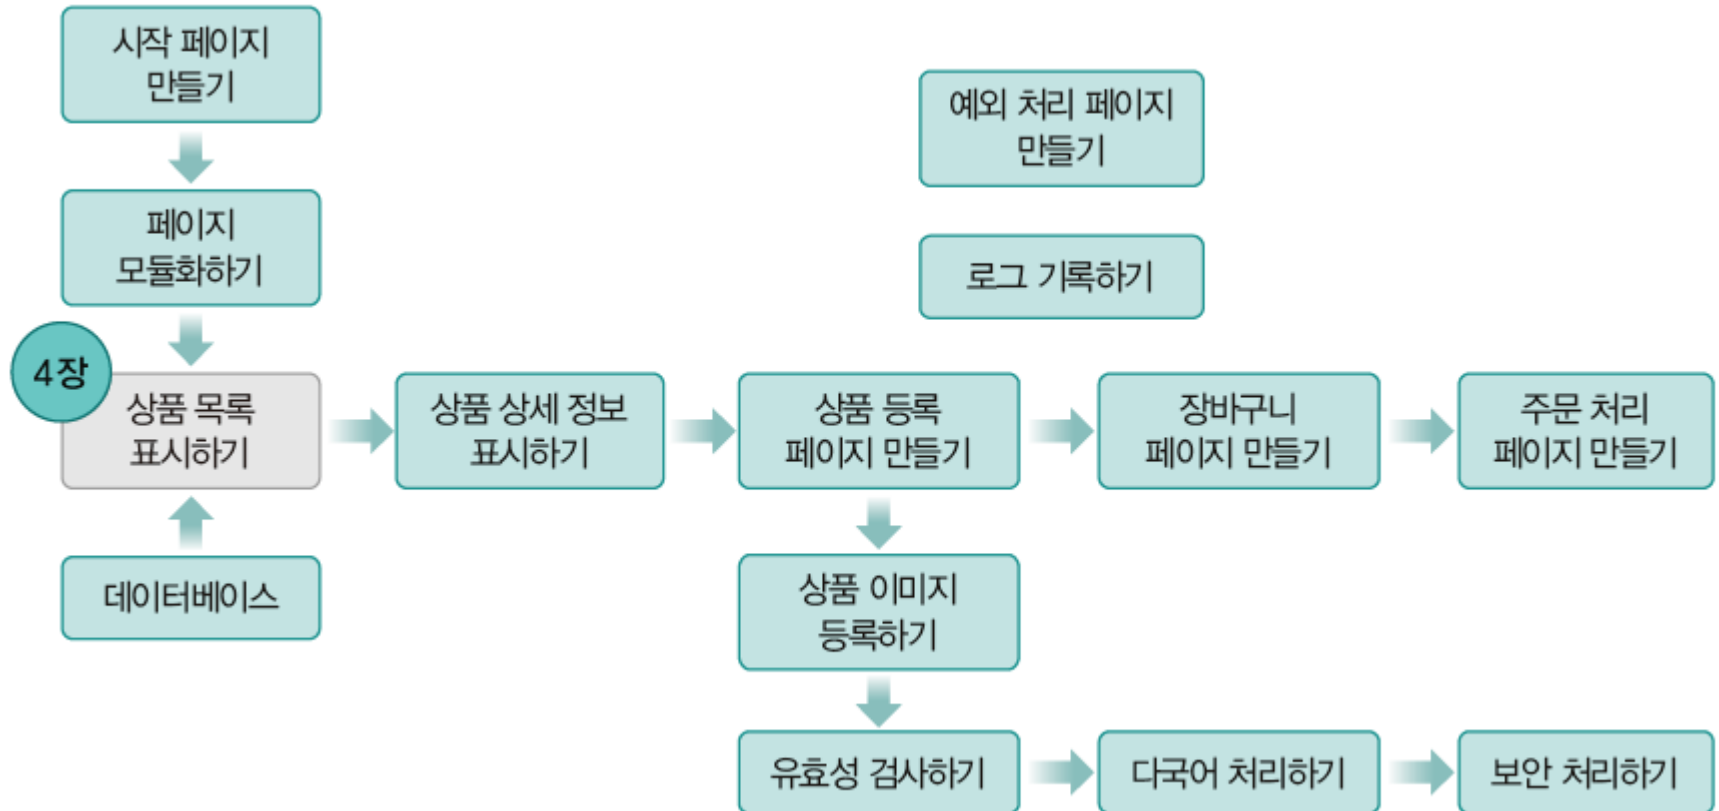 시작 페이지
만들기
예외 처리 페이지
만들기
페이지
모듈화하기
로그 기록하기
4장
상품 목록
표시하기
상품 상세 정보
표시하기
상품 등록
페이지 만들기
장바구니
페이지 만들기
주문 처리
페이지 만들기
데이터베이스
상품 이미지
등록하기
유효성 검사하기
다국어 처리하기
보안 처리하기